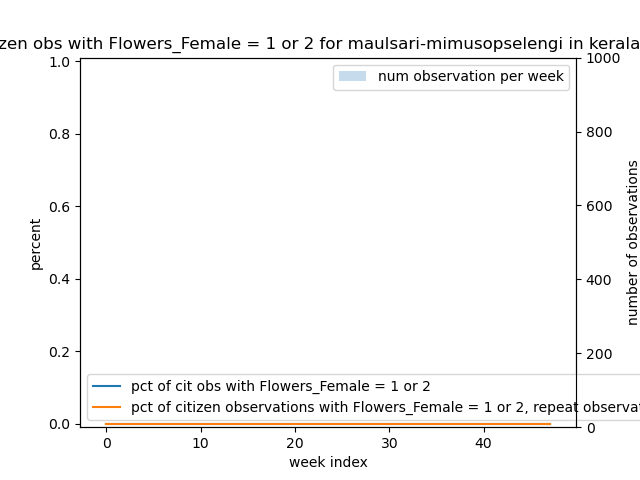 zen obs with Flowers_Female = 1 or 2 for maulsari-mimusopselengi in kerala
1.0
0.8
0.6
0.4
0.2
0.0
percent
1000
800
600
400
200
0
number of observations
num observation per week
pct of cit obs with Flowers_Female = 1 or 2
pct of citizen observations with Flowers_Female = 1 or 2, repeat observat
0 10 20 30 40
week index